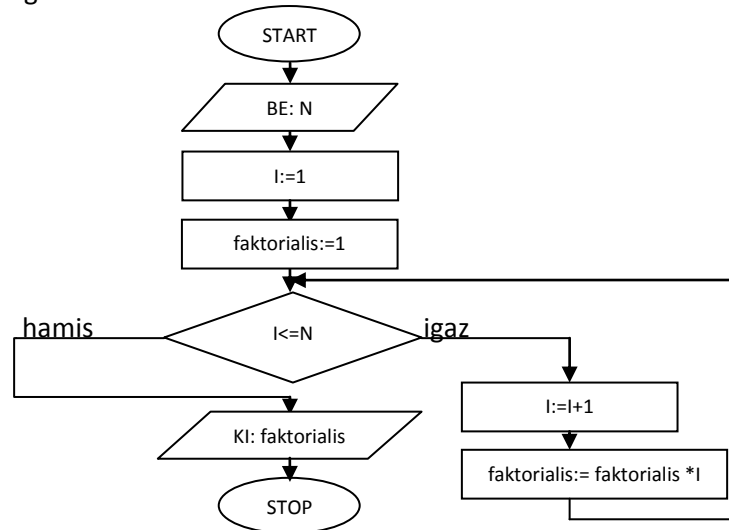 START
BE: N
I:=1
faktorialis:=1
hamis
I<=N
igaz
I:=I+1
KI: faktorialis
faktorialis:= faktorialis *I
STOP